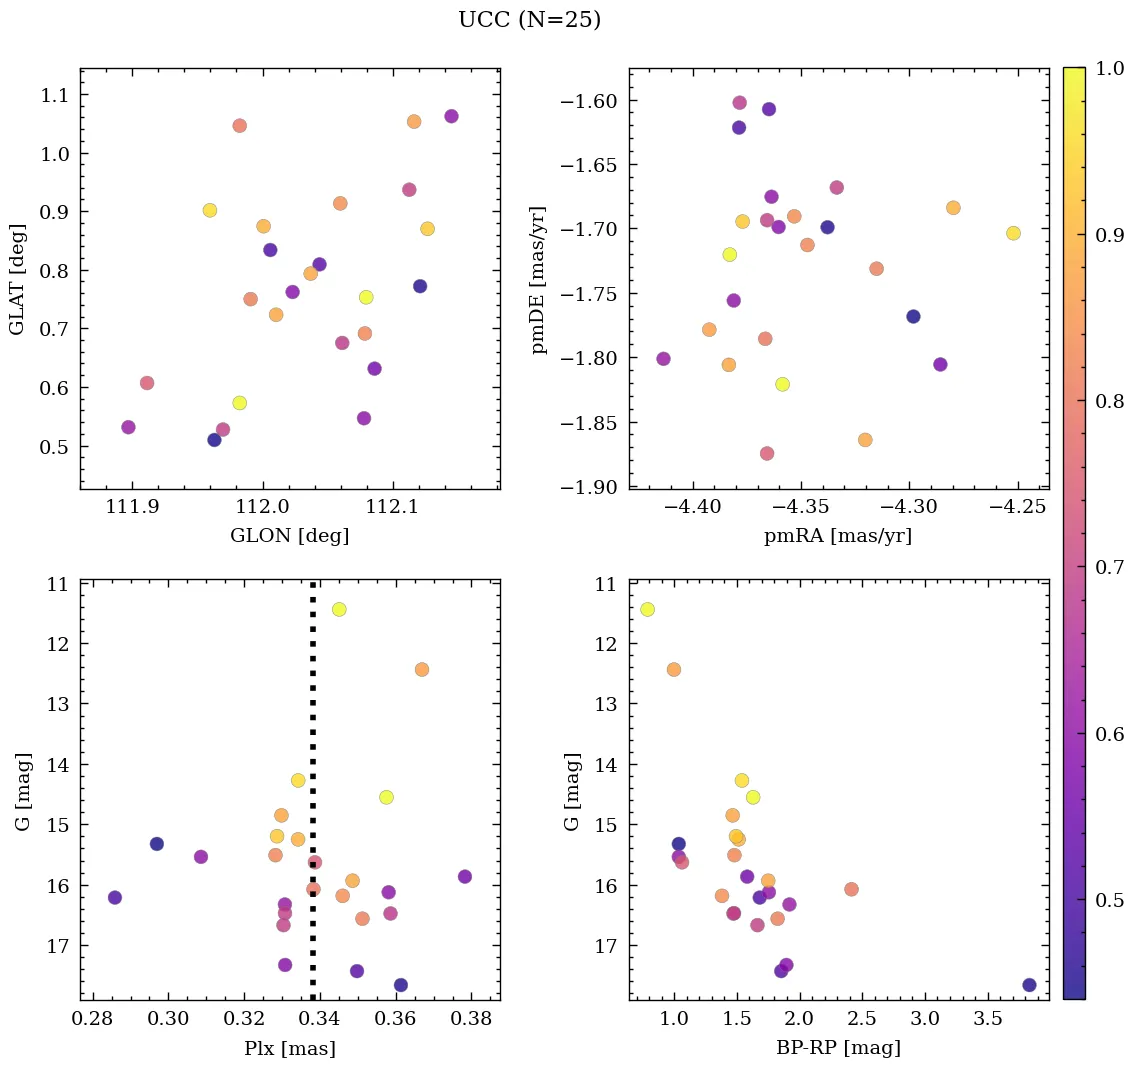 UCC (N=25)
1.1
1.0
0.9
0.8
0.7
0.6
0.5
GLAT [deg]
111.9 112.0 112.1
GLON [deg]
−1.60
−1.65
−1.70
−1.75
−1.80
−1.85
−1.90
pmDE [mas/yr]
−4.40 −4.35 −4.30 −4.25
pmRA [mas/yr]
11
12
13
14
15
16
17
G [mag]
0.28 0.30 0.32 0.34 0.36 0.38
Plx [mas]
11
12
13
14
15
16
17
G [mag]
1.0 1.5 2.0 2.5 3.0 3.5
BP-RP [mag]
1.0
0.9
0.8
0.7
0.6
0.5